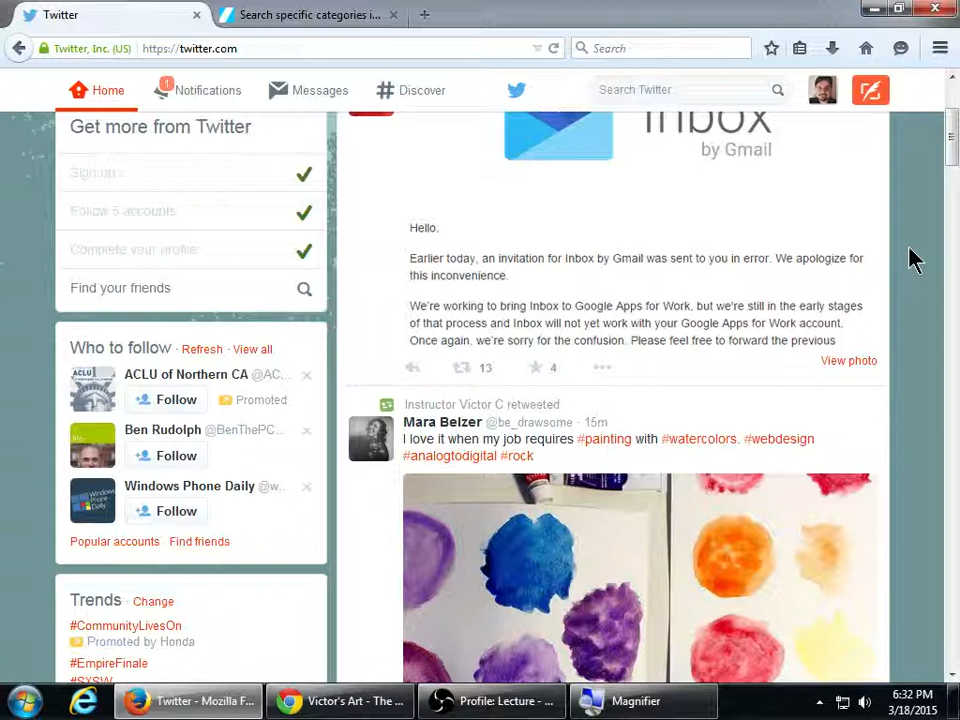 Twitter
Search specific categories i...
Twitter, Inc. (US)
https://twitter.com
Search
Home
1
Notifications
Messages
Discover
Search Twitter
Get more from Twitter
Sign up
Follow 5 accounts
Complete your profile
Find your friends
Who to follow · Refresh · View all
ACLU of Northern CA @AC...
Follow
Promoted
Ben Rudolph @BenThePC...
Follow
Windows Phone Daily @w..
Follow
Popular accounts
Find friends
Trends · Change
#CommunityLivesOn
Promoted by Honda
#EmpireFinale
#SXSW
Inbox
by Gmail
Hello,
Earlier today, an invitation for Inbox by Gmail was sent to you in error. We apologize for
this inconvenience.
We're working to bring Inbox to Google Apps for Work, but we're still in the early stages
of that process and Inbox will not yet work with your Google Apps for Work account.
Once again, we're sorry for the confusion. Please feel free to forward the previous
View photo
13
4
Instructor Victor C retweeted
Mara Belzer @be_drawsome · 15m
I love it when my job requires #painting with #watercolors. #webdesign
#analogtodigital #rock
Twitter - Mozilla F...
Victor's Art - The ...
Profile: Lecture - ...
Magnifier
6:32 PM
3/18/2015